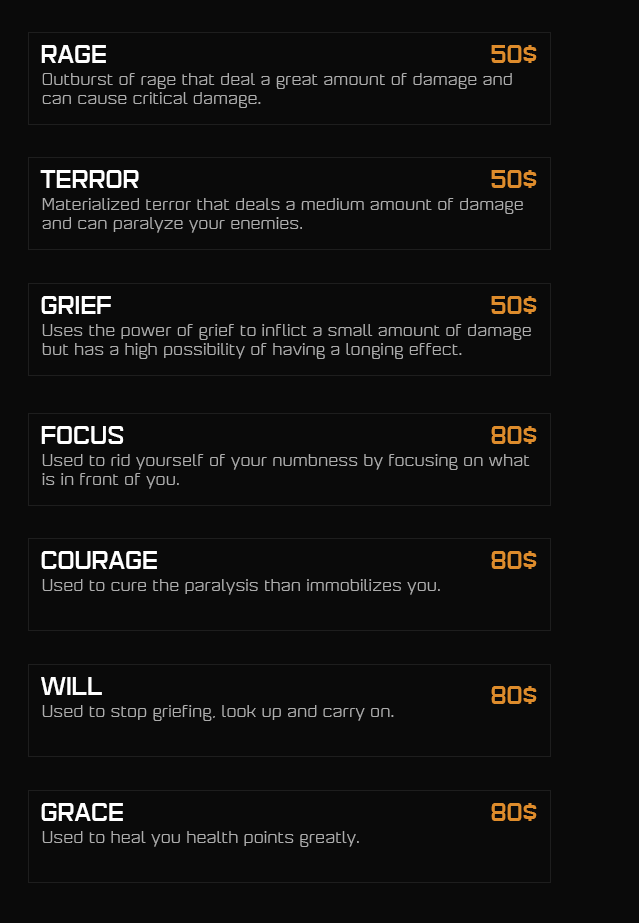 RAGE 50$
Outburst of rage that deal a great amount of damage and
can cause critical damage.
TERROR 50$
Materialized terror that deals a medium amount of damage
and can paralyze your enemies.
GRIEF 50$
Uses the power of grief to inflict a small amount of damage
but has a high possibility of having a longing effect.
FOCUS 80$
Used to rid yourself of your numbness by focusing on what
is in front of you.
COURAGE 80$
Used to cure the paralysis than immobilizes you.
WILL 80$
Used to stop griefing, look up and carry on.
GRACE 80$
Used to heal you health points greatly.